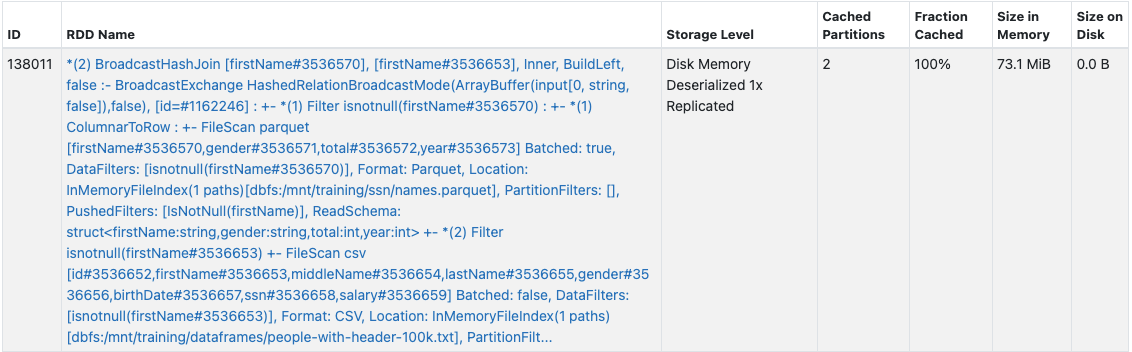 ID RDD Name Storage Level Cached Partitions Fraction Cached Size in Memory Size on Disk
138011 *(2) BroadcastHashJoin [firstName#3536570], [firstName#3536653], Inner, BuildLeft, Disk Memory 2 100% 73.1 MiB 0.0 B
false :- BroadcastExchange HashedRelationBroadcastMode(ArrayBuffer(input[0, string, Deserialized 1x
false]),false), [id=#1162246] : +- *(1) Filter isnotnull(firstName#3536570) : +- *(1) Replicated
ColumnarToRow : +- FileScan parquet
[firstName#3536570,gender#3536571,total#3536572,year#3536573] Batched: true,
DataFilters: [isnotnull(firstName#3536570)], Format: Parquet, Location:
InMemoryFileIndex(1 paths)[dbfs:/mnt/training/ssn/names.parquet], PartitionFilters: [],
PushedFilters: [IsNotNull(firstName)], ReadSchema:
struct<firstName:string,gender:string,total:int,year:int> +- *(2) Filter
isnotnull(firstName#3536653) +- FileScan csv
[id#3536652,firstName#3536653,middleName#3536654,lastName#3536655,gender#35
36656,birthDate#3536657,ssn#3536658,salary#3536659] Batched: false, DataFilters:
[isnotnull(firstName#3536653)], Format: CSV, Location: InMemoryFileIndex(1 paths)
[dbfs:/mnt/training/dataframes/people-with-header-100k.txt], PartitionFilt...